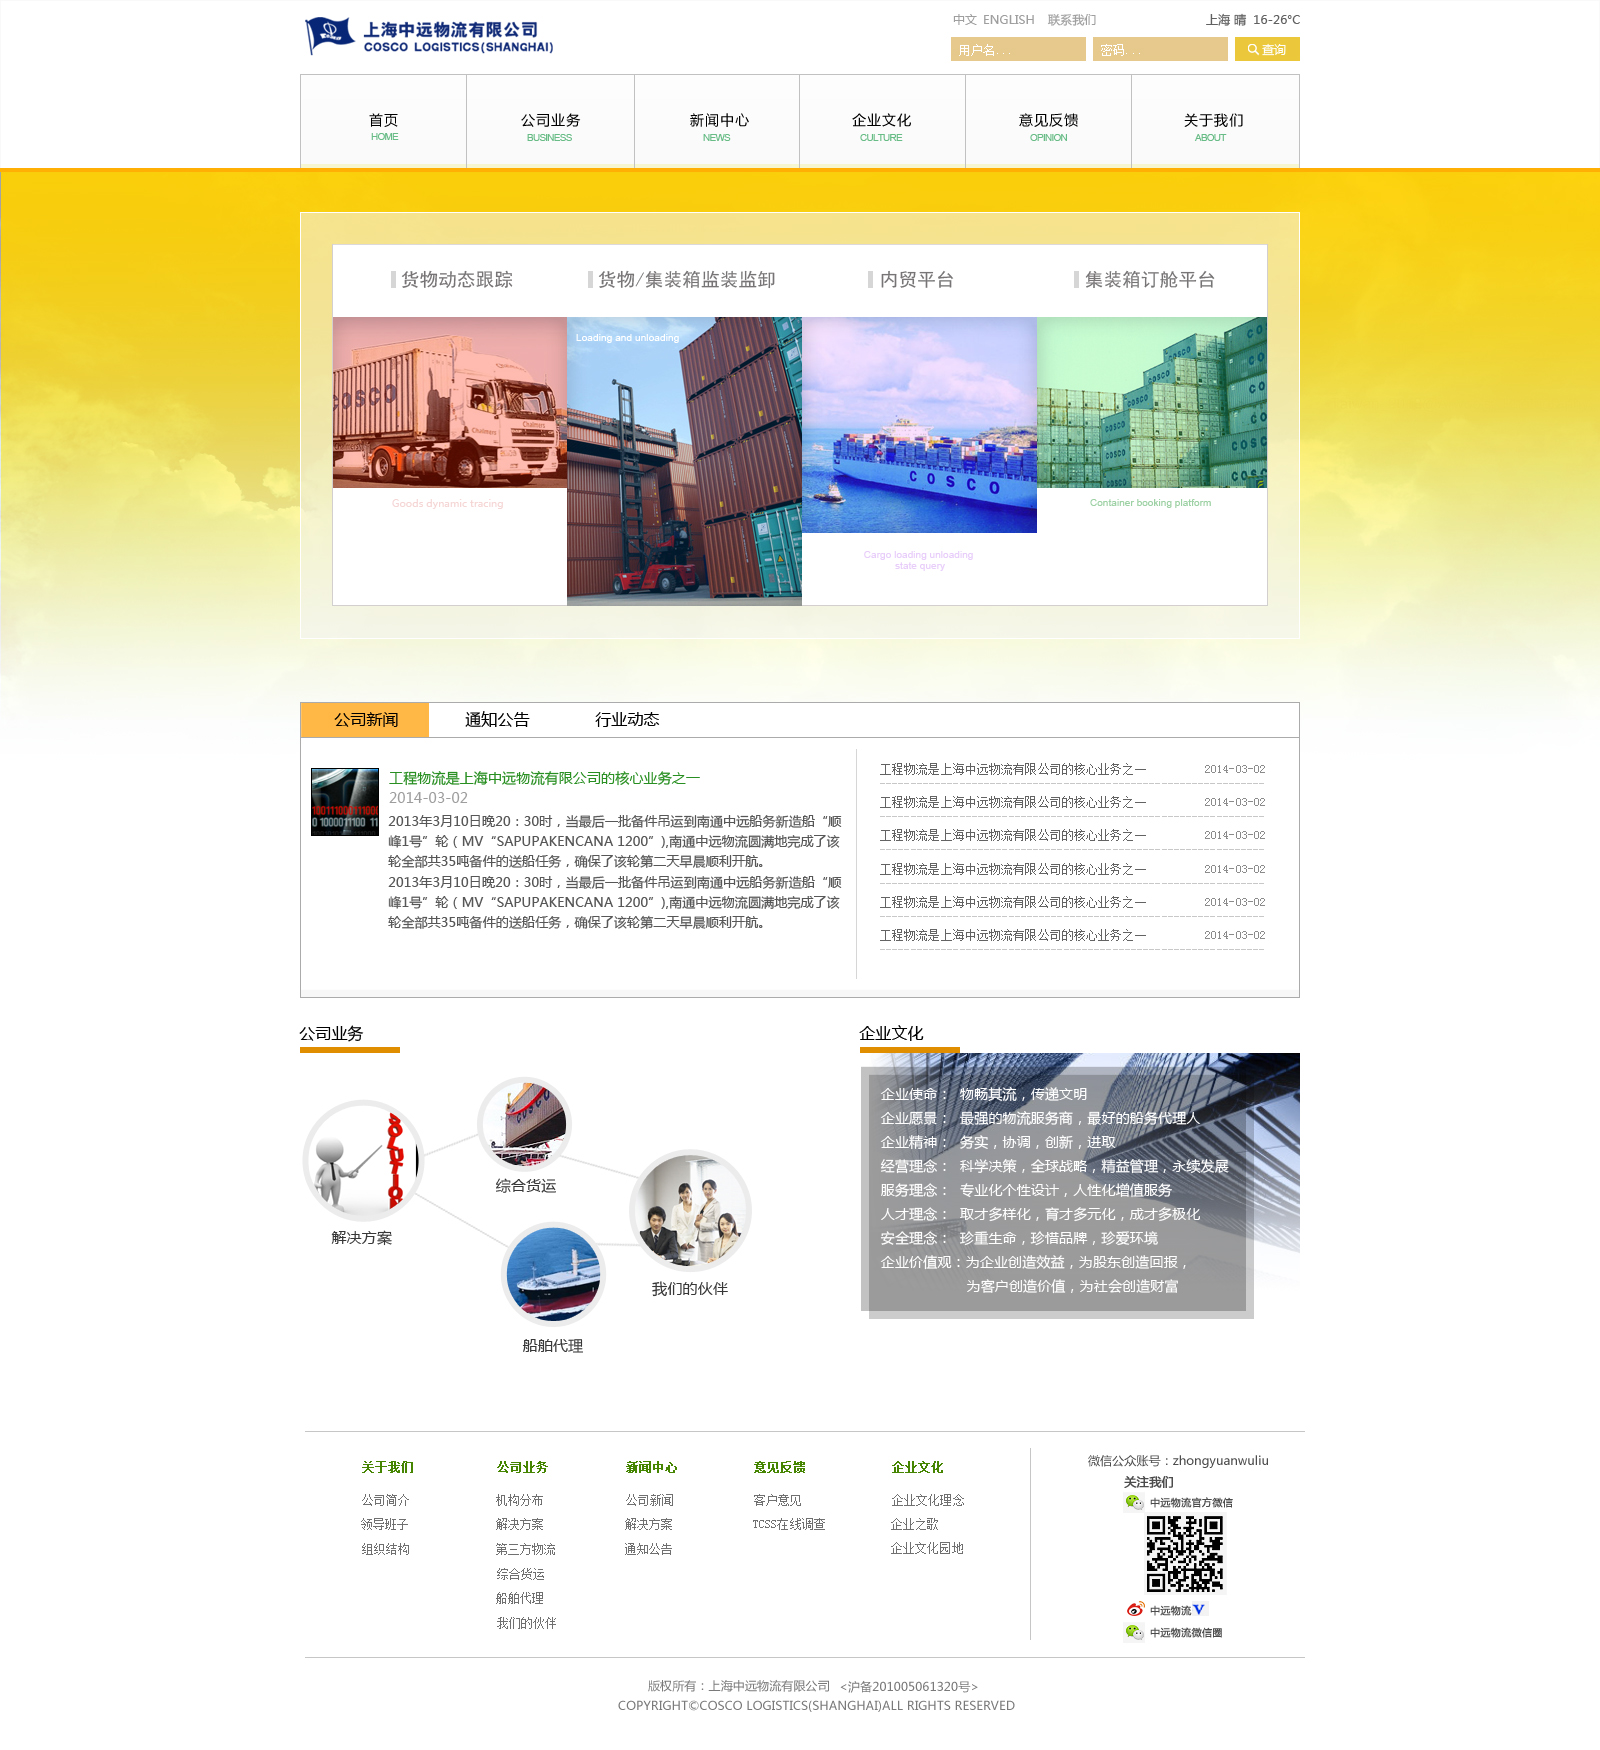 上海中远物流有限公司
COSCO LOGISTICS(SHANGHAI)
中文 ENGLISH 联系我们
上海 晴 16-26°C
用户名...
密码...
查询
首页
HOME
公司业务
BUSINESS
新闻中心
NEWS
企业文化
CULTURE
意见反馈
OPINION
关于我们
ABOUT
货物动态跟踪
货物/集装箱监装监卸
内贸平台
集装箱订舱平台
COSCO
Loading and unloading
COSCO
COSCO
Goods dynamic tracing
Container booking platform
Cargo loading unloading
state query
公司新闻
通知公告
行业动态
工程物流是上海中远物流有限公司的核心业务之一
2014-03-02
2013年3月10日晚20：30时，当最后一批备件吊运到南通中远船务新造船“顺
峰1号”轮（MV“SAPUPAKENCANA 1200”),南通中远物流圆满地完成了该
轮全部共35吨备件的送船任务，确保了该轮第二天早晨顺利开航。
2013年3月10日晚20：30时，当最后一批备件吊运到南通中远船务新造船“顺
峰1号”轮（MV“SAPUPAKENCANA 1200”),南通中远物流圆满地完成了该
轮全部共35吨备件的送船任务，确保了该轮第二天早晨顺利开航。
工程物流是上海中远物流有限公司的核心业务之一 2014-03-02
工程物流是上海中远物流有限公司的核心业务之一 2014-03-02
工程物流是上海中远物流有限公司的核心业务之一 2014-03-02
工程物流是上海中远物流有限公司的核心业务之一 2014-03-02
工程物流是上海中远物流有限公司的核心业务之一 2014-03-02
工程物流是上海中远物流有限公司的核心业务之一 2014-03-02
公司业务
SOLUTION
解决方案
综合货运
船舶代理
我们的伙伴
企业文化
企业使命： 物畅其流，传递文明
企业愿景： 最强的物流服务商，最好的船务代理人
企业精神： 务实，协调，创新，进取
经营理念： 科学决策，全球战略，精益管理，永续发展
服务理念： 专业化个性设计，人性化增值服务
人才理念： 取才多样化，育才多元化，成才多极化
安全理念： 珍重生命，珍惜品牌，珍爱环境
企业价值观：为企业创造效益，为股东创造回报，
为客户创造价值，为社会创造财富
关于我们
公司简介
领导班子
组织结构
公司业务
机构分布
解决方案
第三方物流
综合货运
船舶代理
我们的伙伴
新闻中心
公司新闻
解决方案
通知公告
意见反馈
客户意见
TCSS在线调查
企业文化
企业文化理念
企业之歌
企业文化园地
微信公众账号：zhongyuanwuliu
关注我们
中远物流官方微信
中远物流V
中远物流微信圈
版权所有：上海中远物流有限公司 <沪备201005061320号>
COPYRIGHT©COSCO LOGISTICS(SHANGHAI)ALL RIGHTS RESERVED